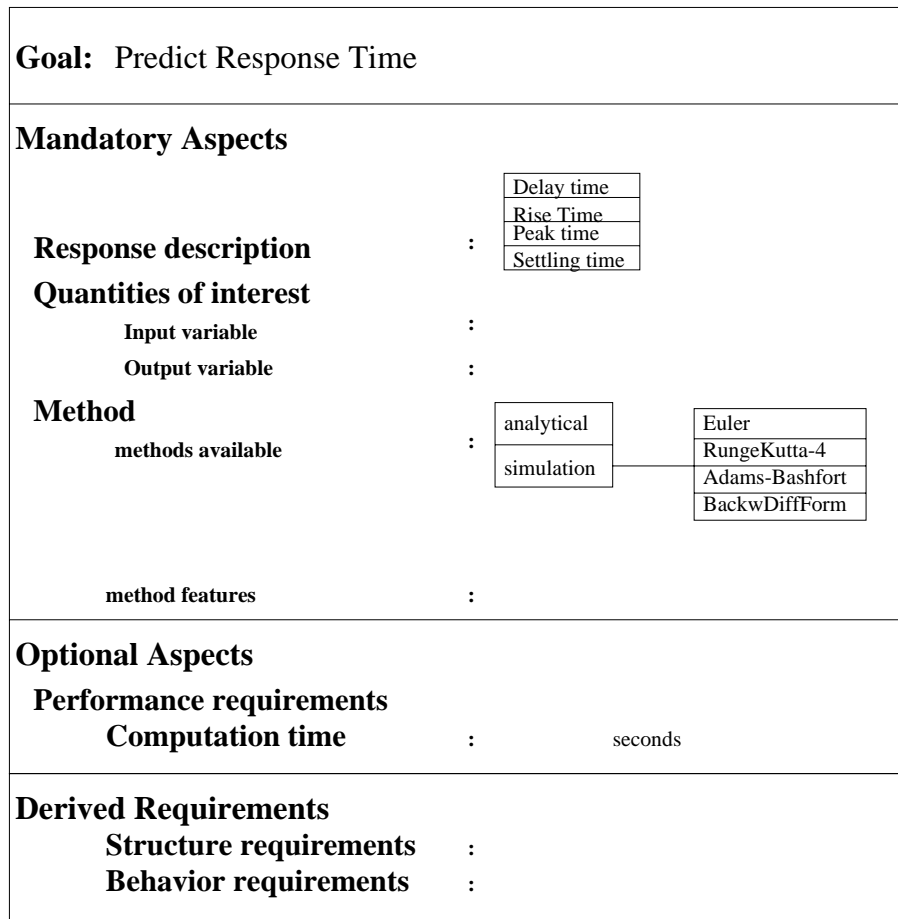 Goal: Predict Response Time
Mandatory Aspects
Delay time
Rise Time
Response description : Peak time
Settling time
Quantities of interest
Input variable :
Output variable :
Method
methods available :
analytical
simulation
Euler
RungeKutta-4
Adams-Bashfort
BackwDiffForm
method features :
Optional Aspects
Performance requirements
Computation time : seconds
Derived Requirements
Structure requirements :
Behavior requirements :